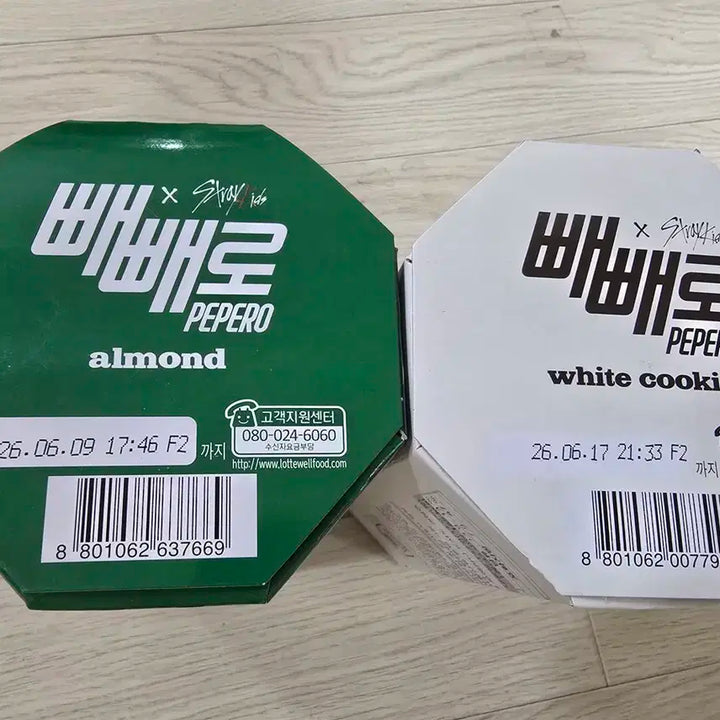 빼빼로 × Stray Kids
PEPERO
almond
26.06.09 17:46 F2 까지
고객지원센터
080-024-6060
수신자요금부담
http://www.lottewellfood.com
8 801062 637669
빼빼로 × Stray Kids
PEPERO
white cooki
26.06.17 21:33 F2 까지
8 801062 00779